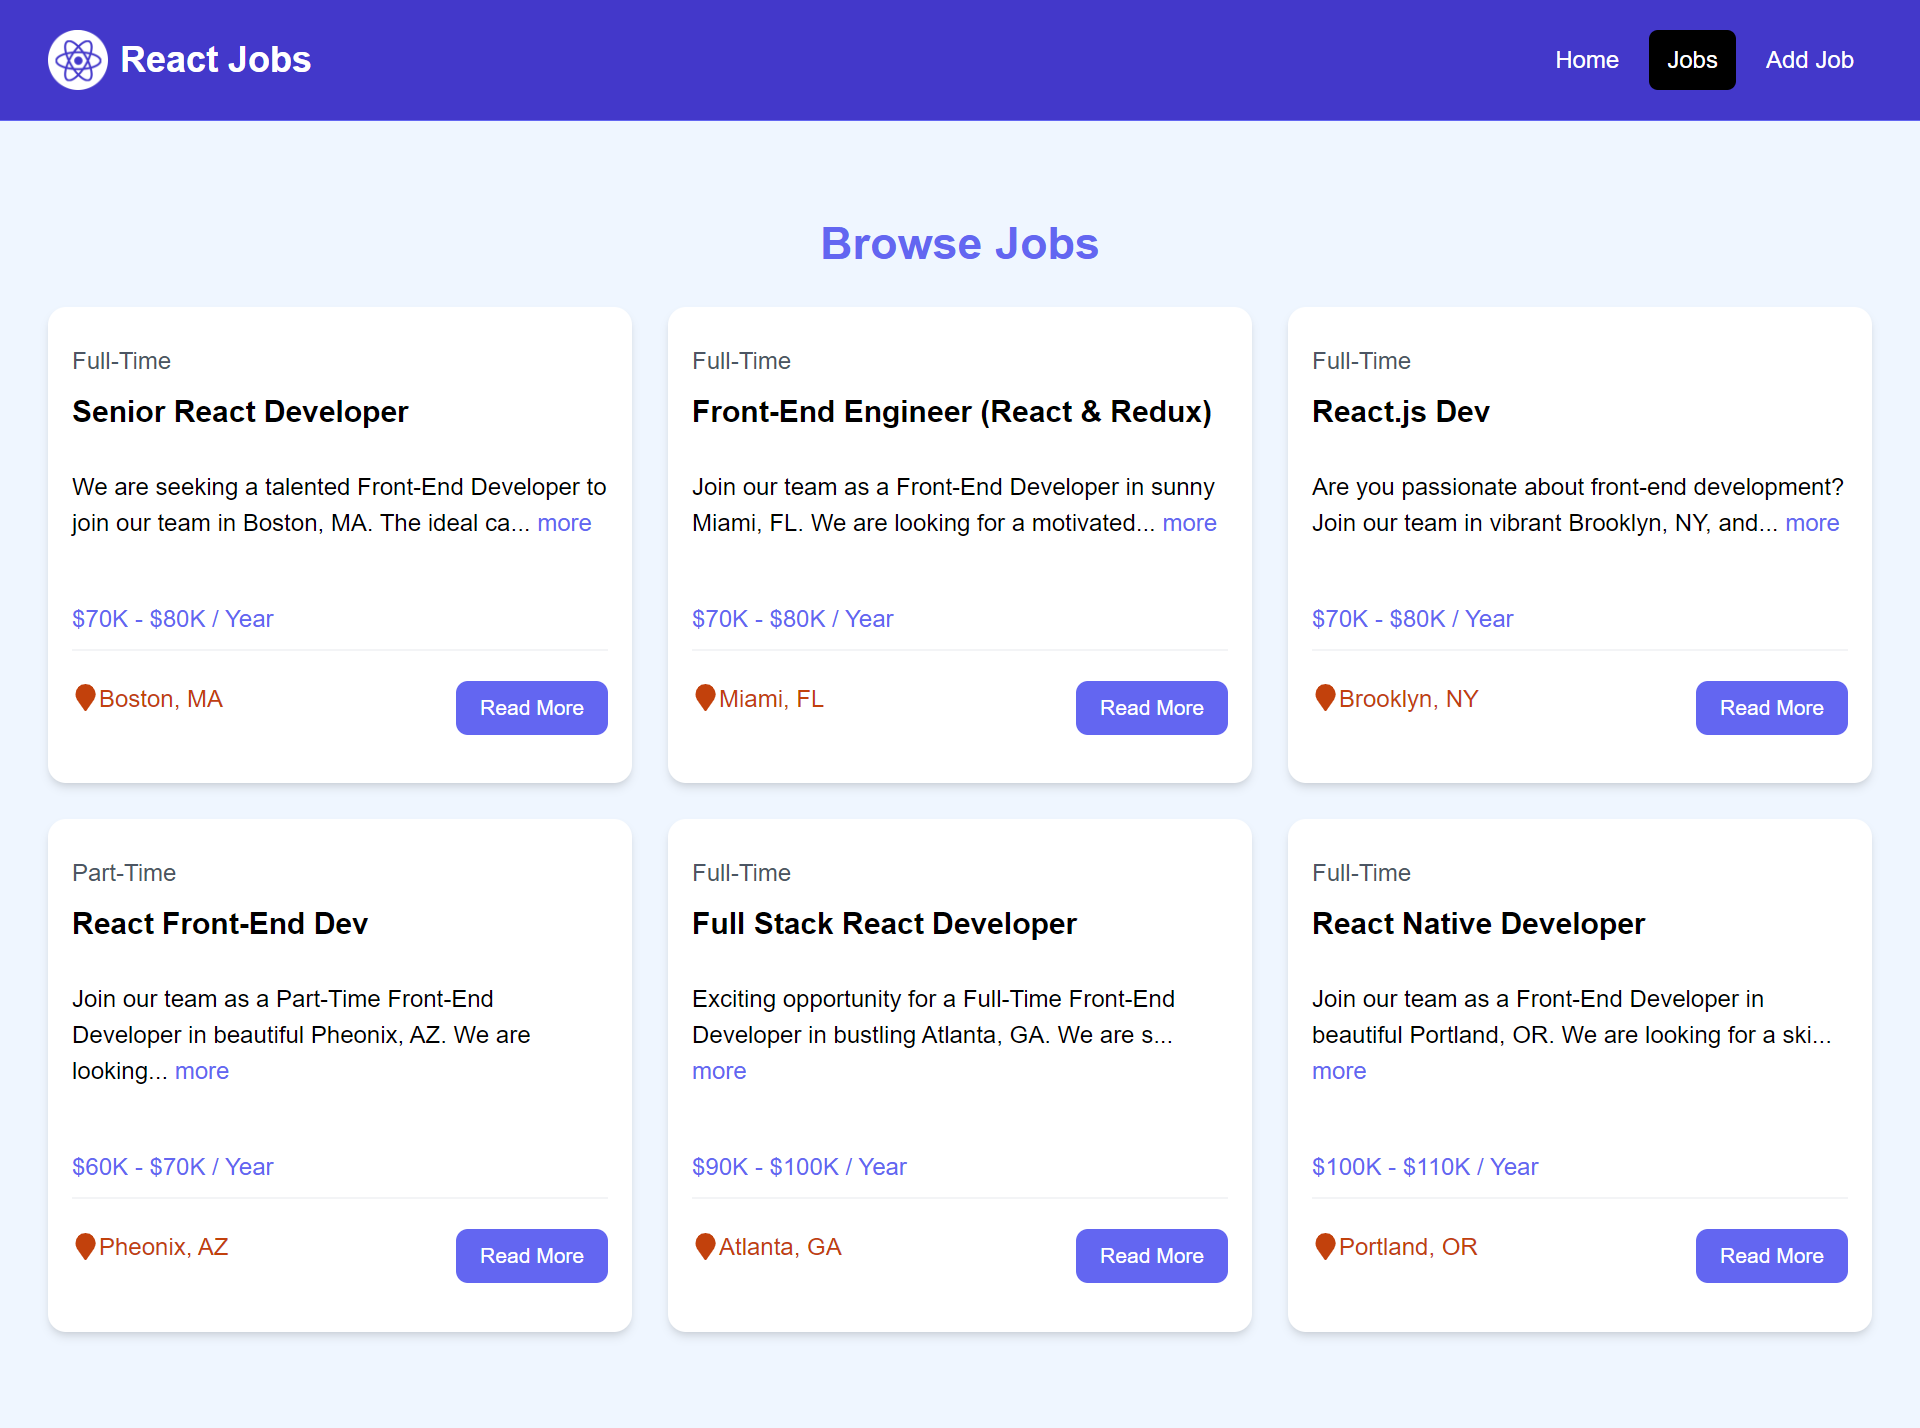 React Jobs
Home
Jobs
Add Job
Browse Jobs
Full-Time
Senior React Developer
We are seeking a talented Front-End Developer to
join our team in Boston, MA. The ideal ca... more
$70K - $80K / Year
Boston, MA
Read More
Full-Time
Front-End Engineer (React & Redux)
Join our team as a Front-End Developer in sunny
Miami, FL. We are looking for a motivated... more
$70K - $80K / Year
Miami, FL
Read More
Full-Time
React.js Dev
Are you passionate about front-end development?
Join our team in vibrant Brooklyn, NY, and... more
$70K - $80K / Year
Brooklyn, NY
Read More
Part-Time
React Front-End Dev
Join our team as a Part-Time Front-End
Developer in beautiful Pheonix, AZ. We are
looking... more
$60K - $70K / Year
Pheonix, AZ
Read More
Full-Time
Full Stack React Developer
Exciting opportunity for a Full-Time Front-End
Developer in bustling Atlanta, GA. We are s...
more
$90K - $100K / Year
Atlanta, GA
Read More
Full-Time
React Native Developer
Join our team as a Front-End Developer in
beautiful Portland, OR. We are looking for a ski...
more
$100K - $110K / Year
Portland, OR
Read More